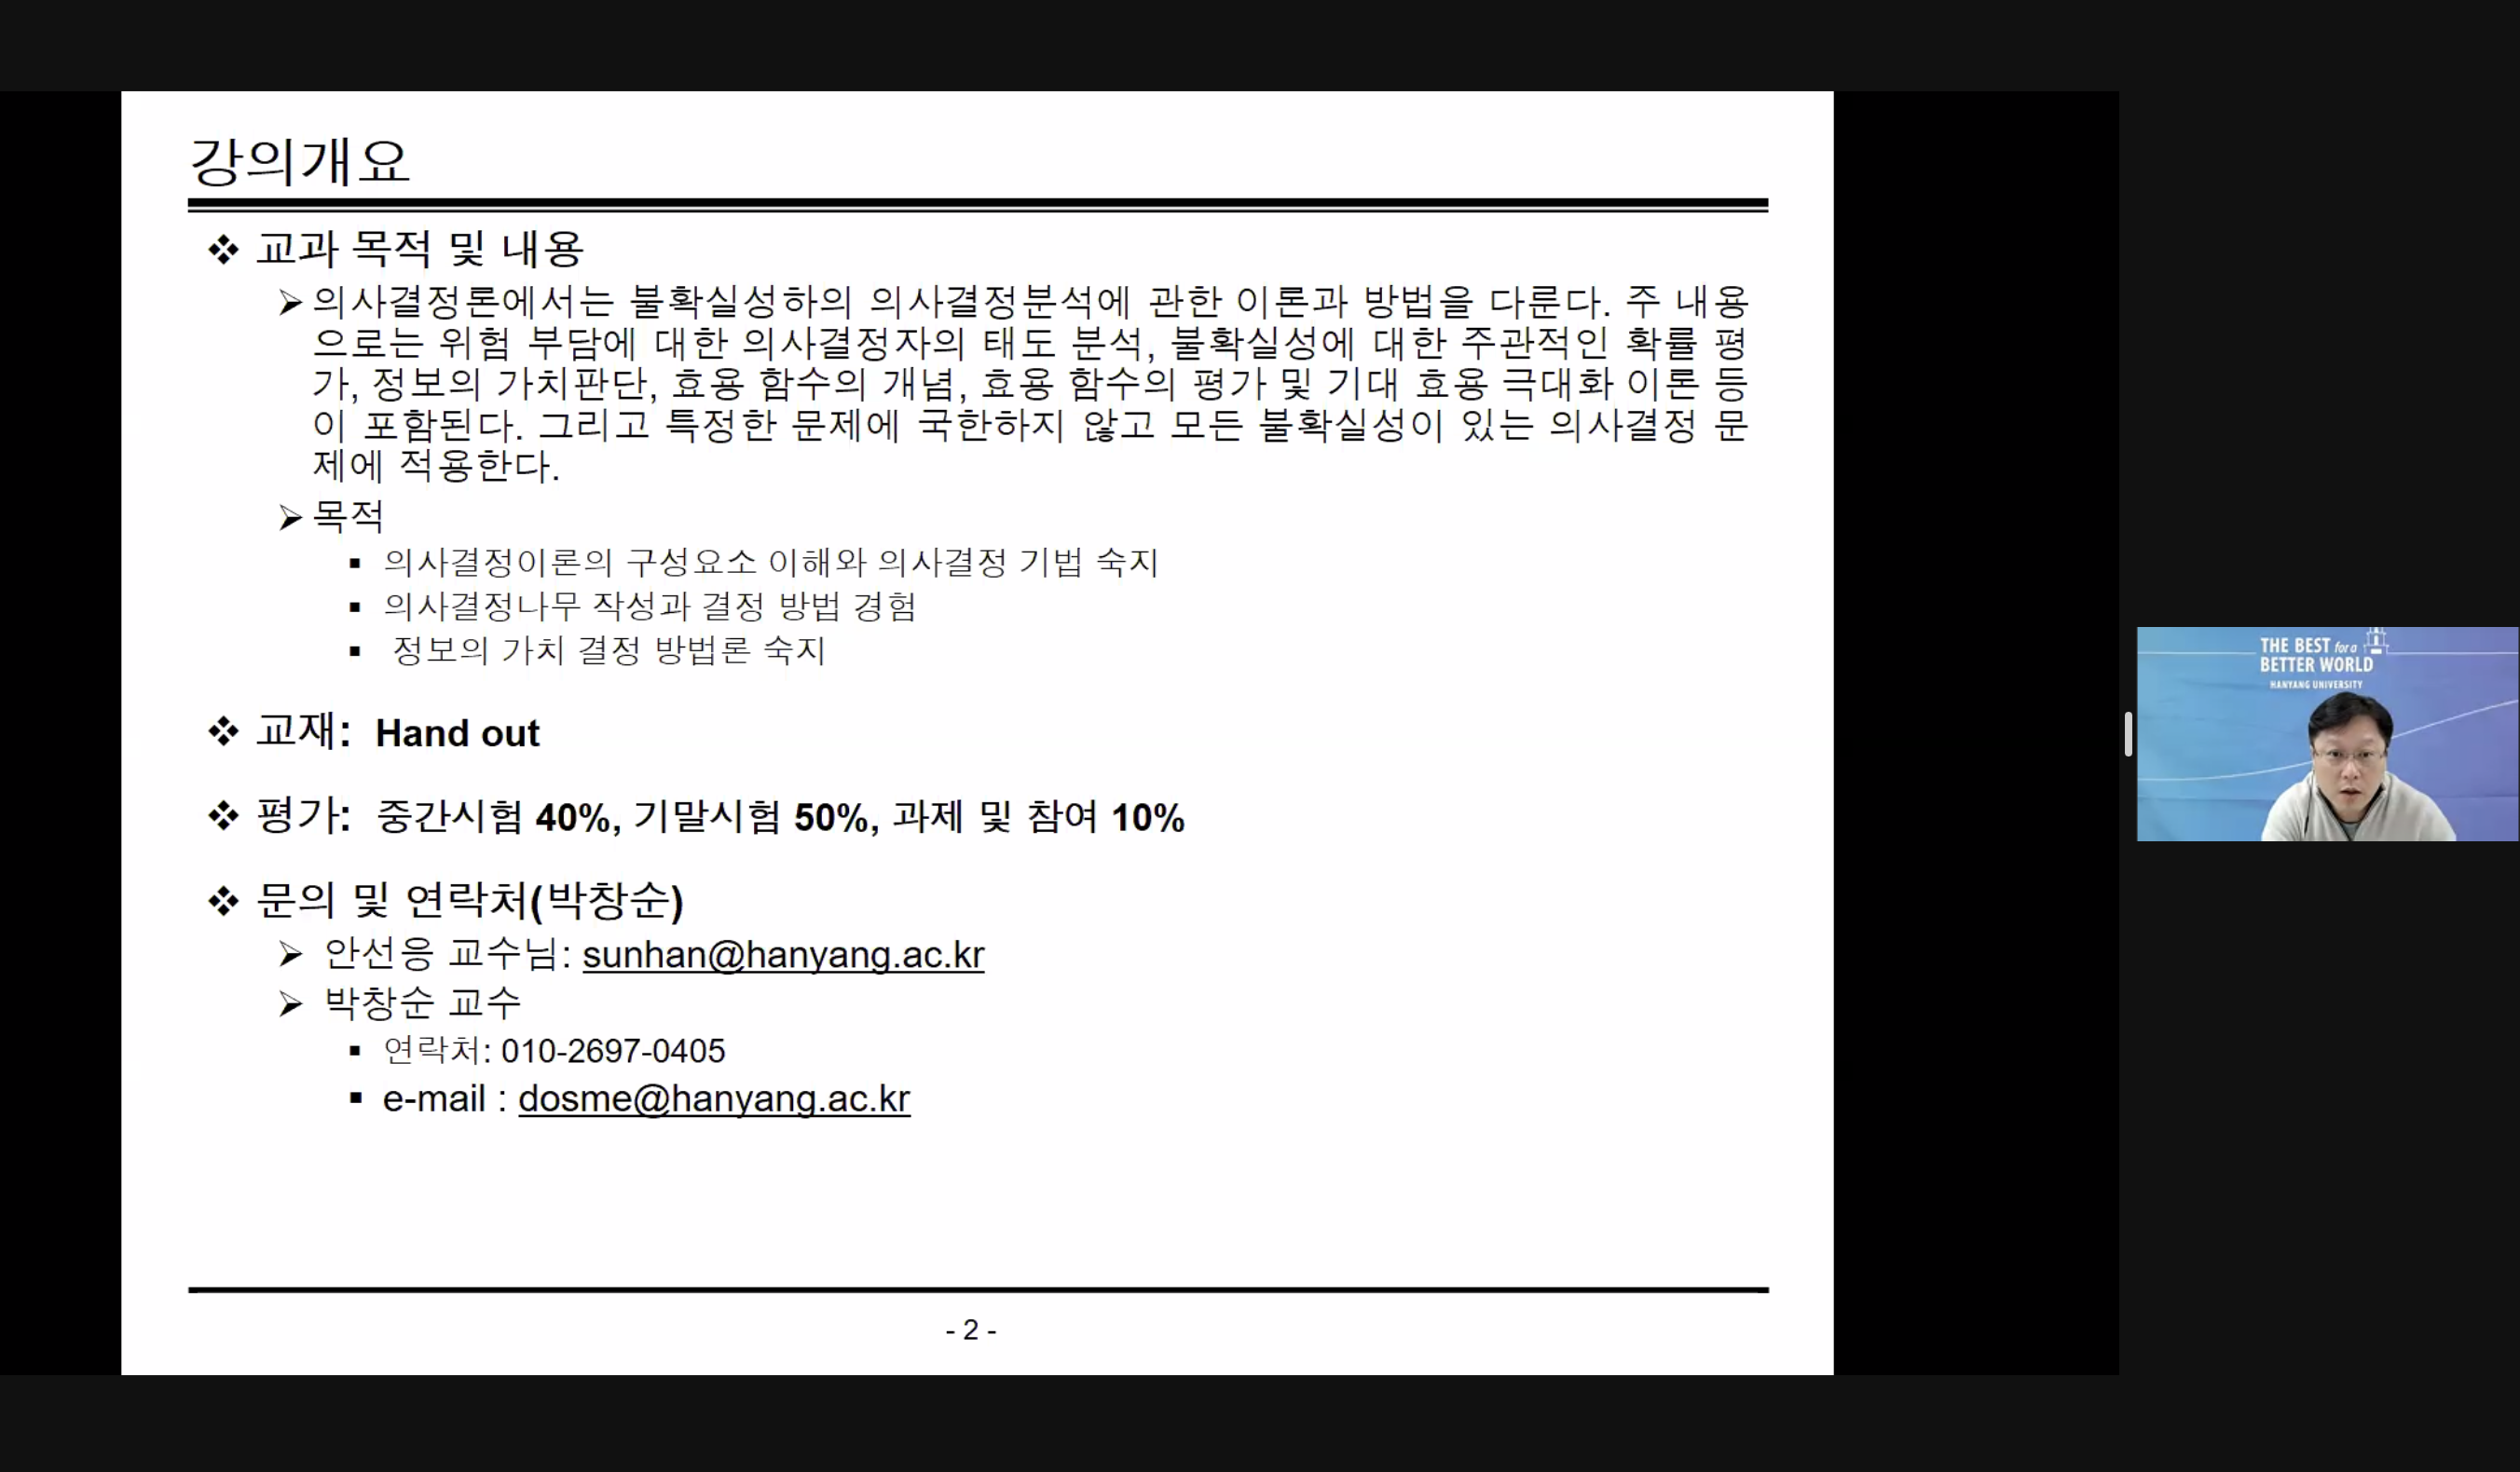 강의개요
교과 목적 및 내용
의사결정론에서는 불확실성하의 의사결정분석에 관한 이론과 방법을 다룬다. 주 내용
으로는 위험 부담에 대한 의사결정자의 태도 분석, 불확실성에 대한 주관적인 확률 평
가, 정보의 가치판단, 효용 함수의 개념, 효용 함수의 평가 및 기대 효용 극대화 이론 등
이 포함된다. 그리고 특정한 문제에 국한하지 않고 모든 불확실성이 있는 의사결정 문
제에 적용한다.
목적
의사결정이론의 구성요소 이해와 의사결정 기법 숙지
의사결정나무 작성과 결정 방법 경험
정보의 가치 결정 방법론 숙지
교재: Hand out
평가: 중간시험 40%, 기말시험 50%, 과제 및 참여 10%
문의 및 연락처(박창순)
안선응 교수님: sunhan@hanyang.ac.kr
박창순 교수
연락처: 010-2697-0405
e-mail : dosme@hanyang.ac.kr
- 2 -
THE BEST for a
BETTER WORLD
HANYANG UNIVERSITY